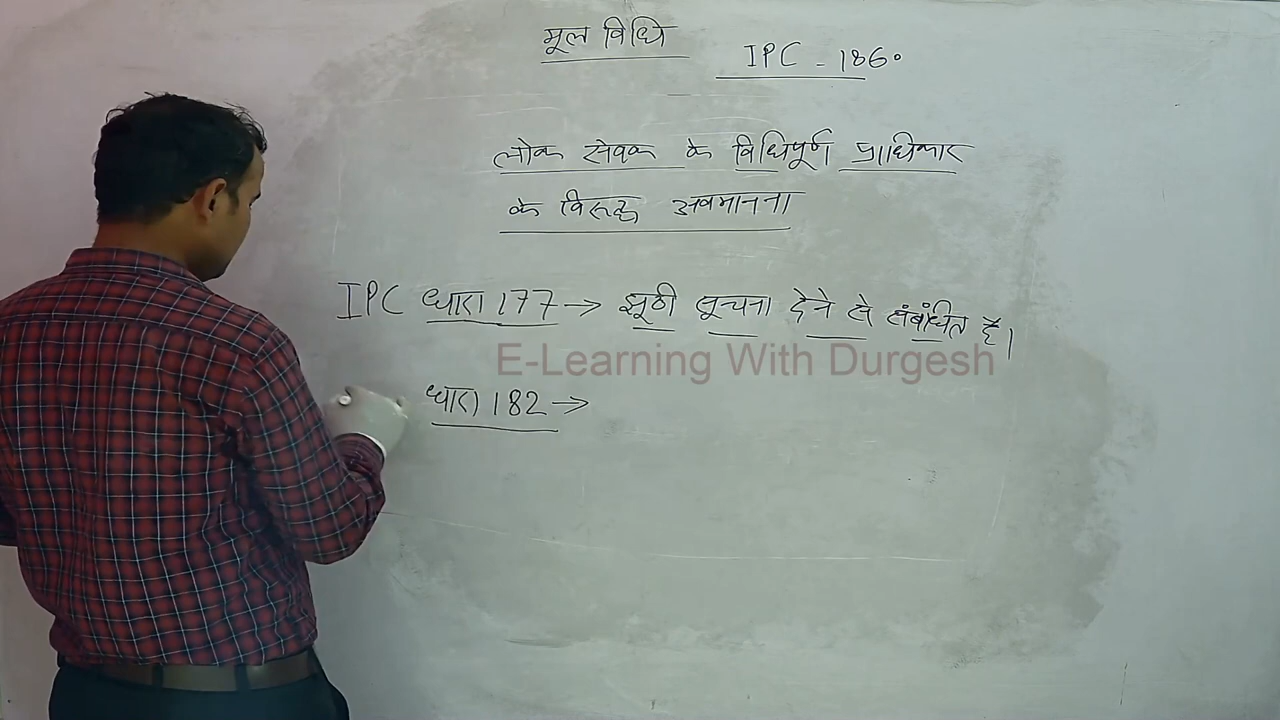 मूल विधि
IPC - 1860
लोक सेवक के विधिपूर्ण प्राधिकार
के विरूद्ध अवमानना
IPC धारा 177 → झूठी सूचना देने से संबंधित है।
E-Learning With Durgesh
धारा 182 →